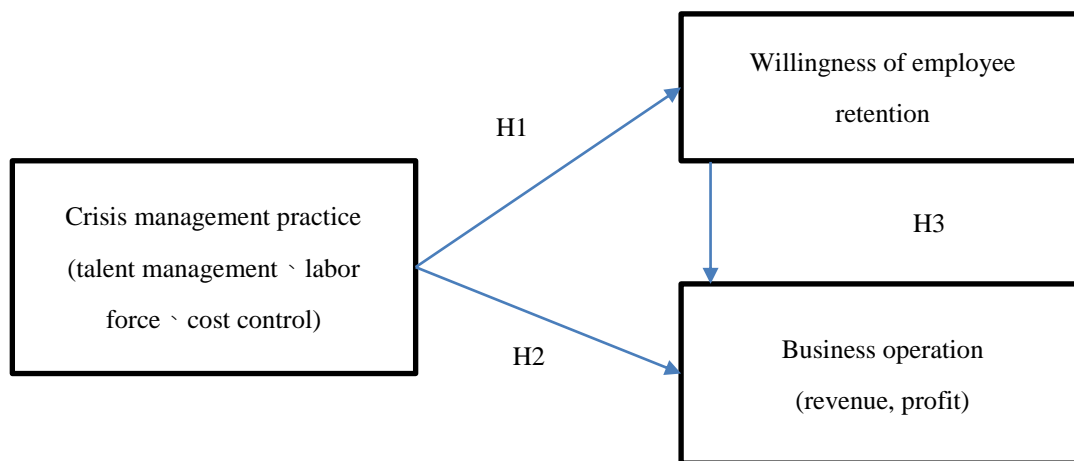 Willingness of employee
retention
H1
Crisis management practice
(talent management、labor
force、cost control)
H3
H2
Business operation
(revenue, profit)